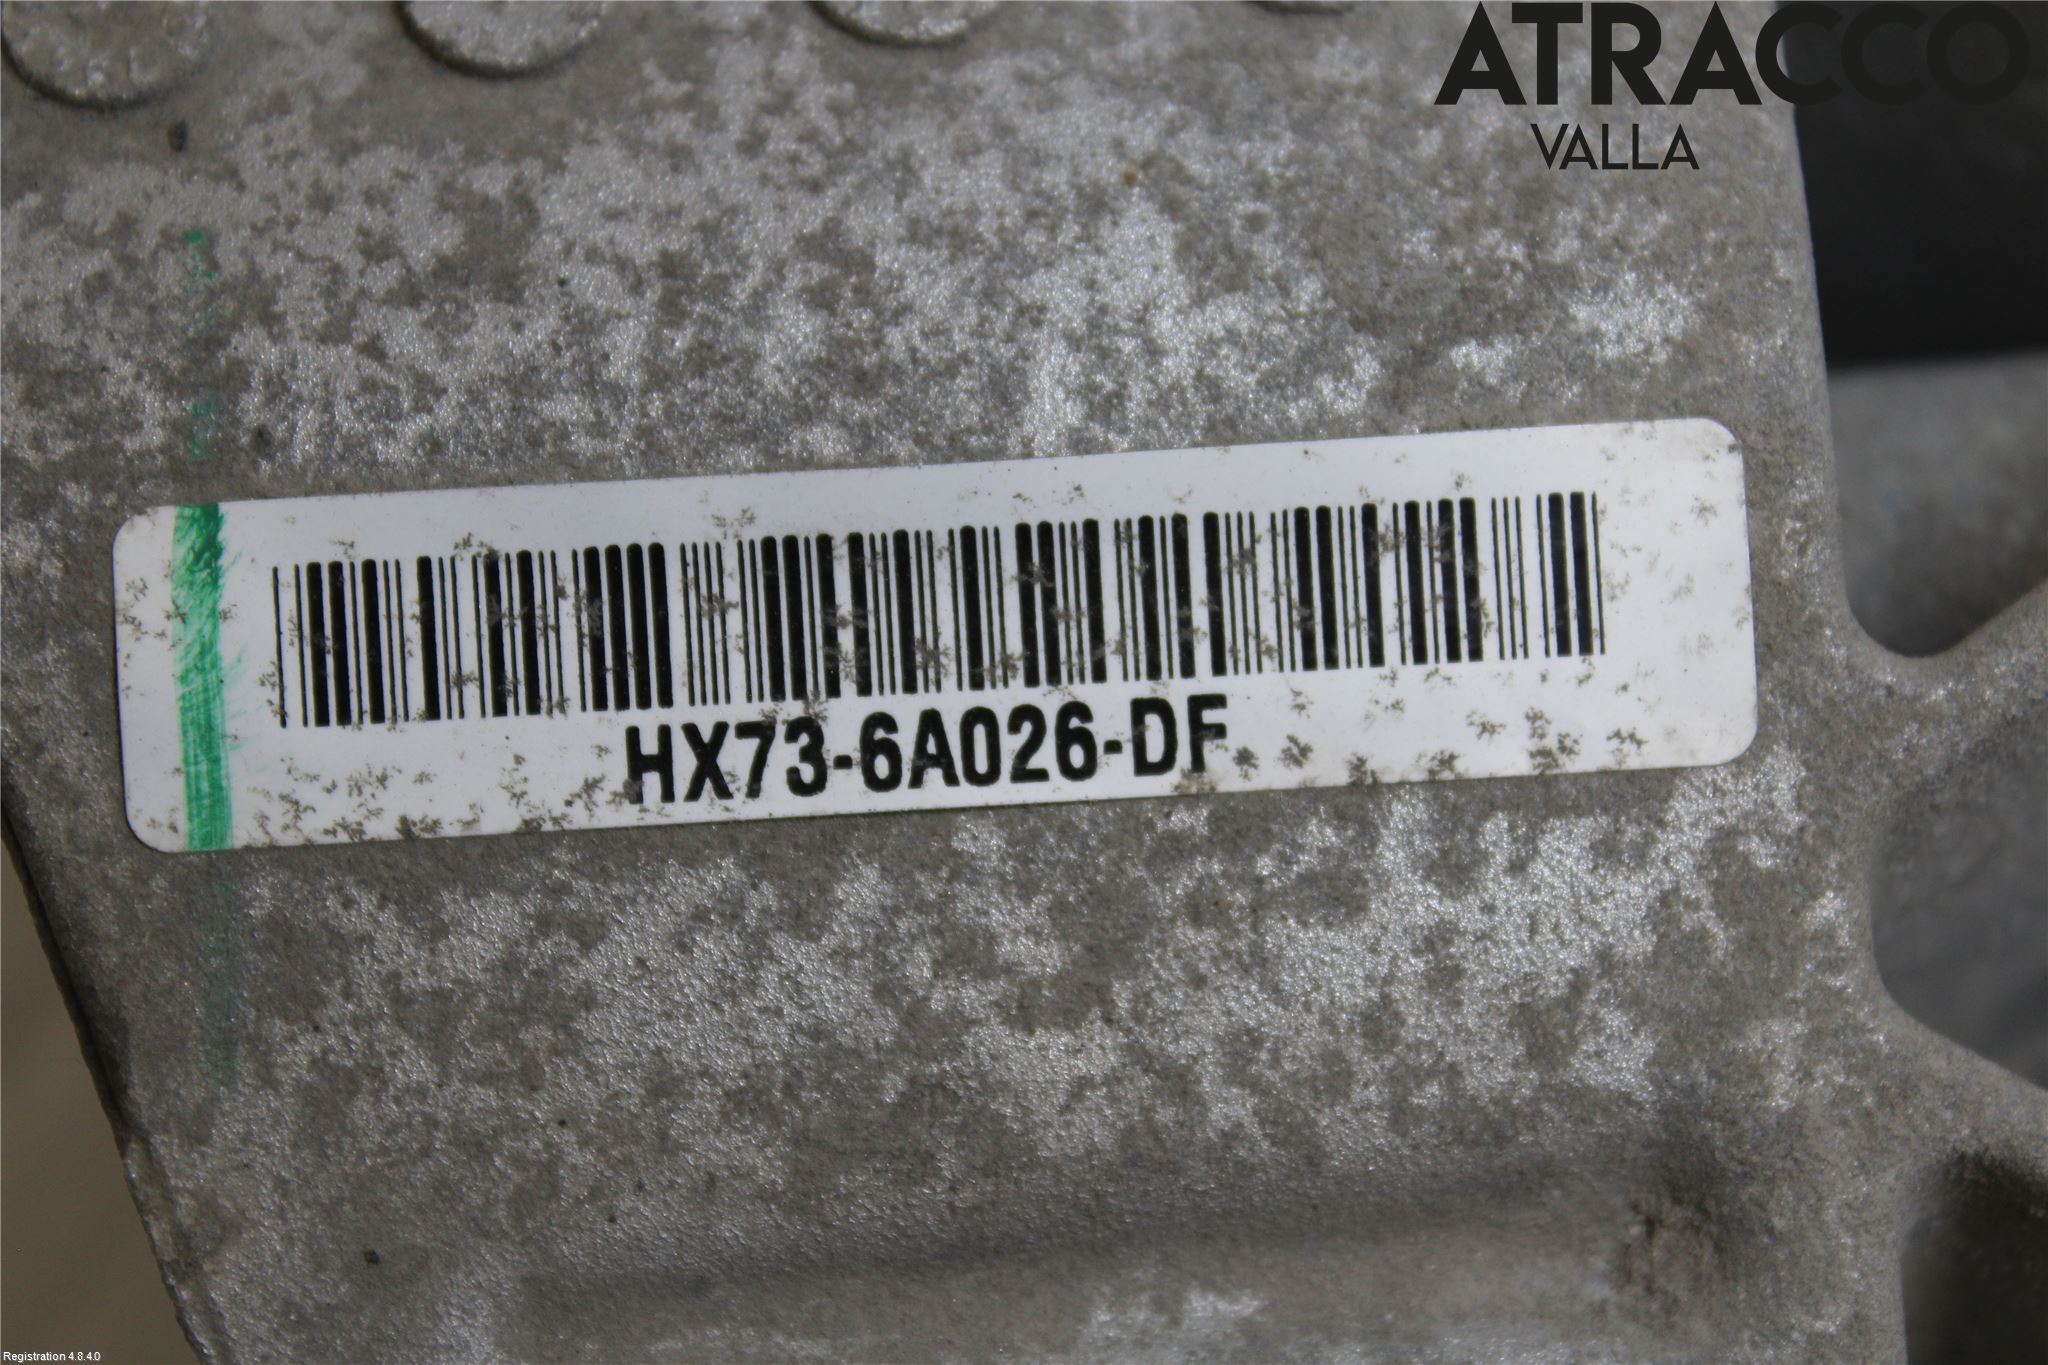 ATRACCO
VALLA
HX73-6A026-DF
Registration 4.8.4.0